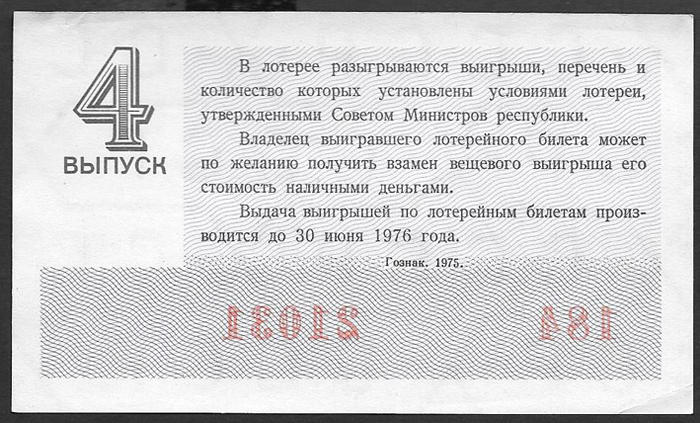 4
ВЫПУСК
В лотерее разыгрываются выигрыши, перечень и
количество которых установлены условиями лотереи,
утвержденными Советом Министров республики.
Владелец выигравшего лотерейного билета может
по желанию получить взамен вещевого выигрыша его
стоимость наличными деньгами.
Выдача выигрышей по лотерейным билетам произ-
водится до 30 июня 1976 года.
Гознак. 1975.
184 21031